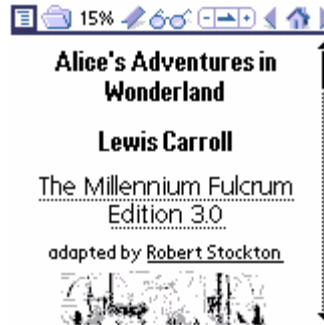 15%
Alice's Adventures in
Wonderland
Lewis Carroll
The Millennium Fulcrum
Edition 3.0
adapted by Robert Stockton